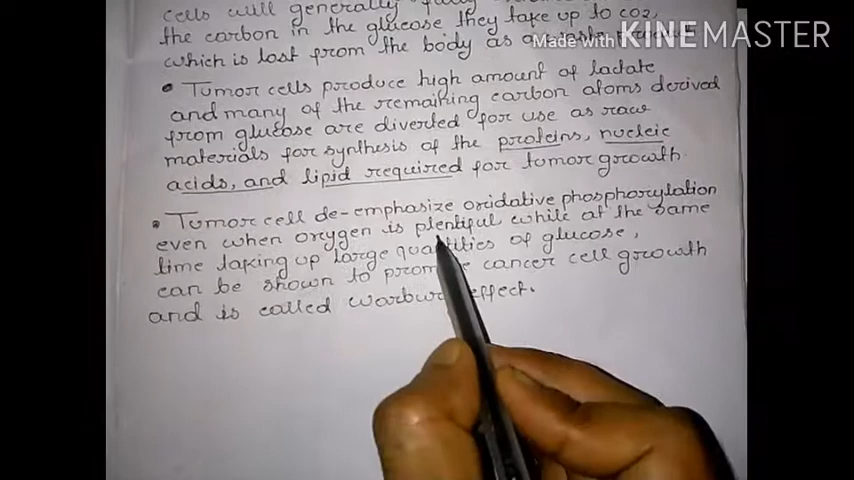 cells will generally fully
the carbon in the glucose they take up to CO2,
which is lost from the body as a
Made with KINEMASTER
• Tumor cells produce high amount of lactate
and many of the remaining carbon atoms derived
from glucose are diverted for use as raw
materials for synthesis of the proteins, nucleic
acids, and lipid required for tumor growth.
• Tumor cell de-emphasize oxidative phosphorylation
even when oxygen is plentiful while at the same
time taking up large quantities of glucose,
can be shown to cancer cell growth
and is called effect.